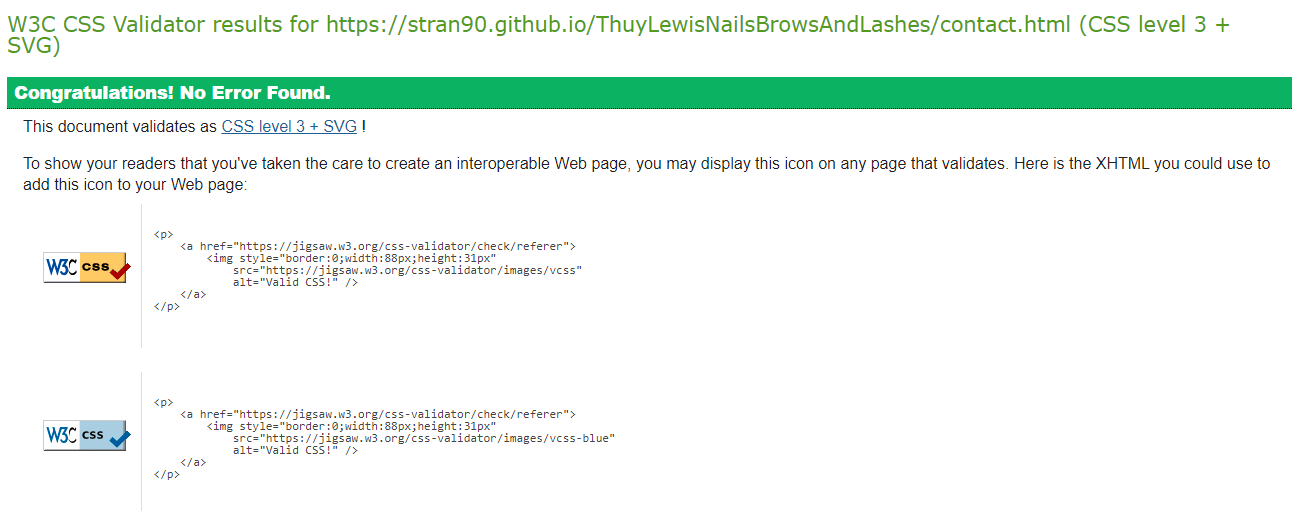 W3C CSS Validator results for https://stran90.github.io/ThuyLewisNailsBrowsAndLashes/contact.html (CSS level 3 +
SVG)
Congratulations! No Error Found.
This document validates as CSS level 3 + SVG !
To show your readers that you've taken the care to create an interoperable Web page, you may display this icon on any page that validates. Here is the XHTML you could use to
add this icon to your Web page:
W3C css
<p>
    <a href="https://jigsaw.w3.org/css-validator/check/referer">
        <img style="border:0;width:88px;height:31px"
            src="https://jigsaw.w3.org/css-validator/images/vcss"
            alt="Valid CSS!" />
    </a>
</p>
W3C css
<p>
    <a href="https://jigsaw.w3.org/css-validator/check/referer">
        <img style="border:0;width:88px;height:31px"
            src="https://jigsaw.w3.org/css-validator/images/vcss-blue"
            alt="Valid CSS!" />
    </a>
</p>